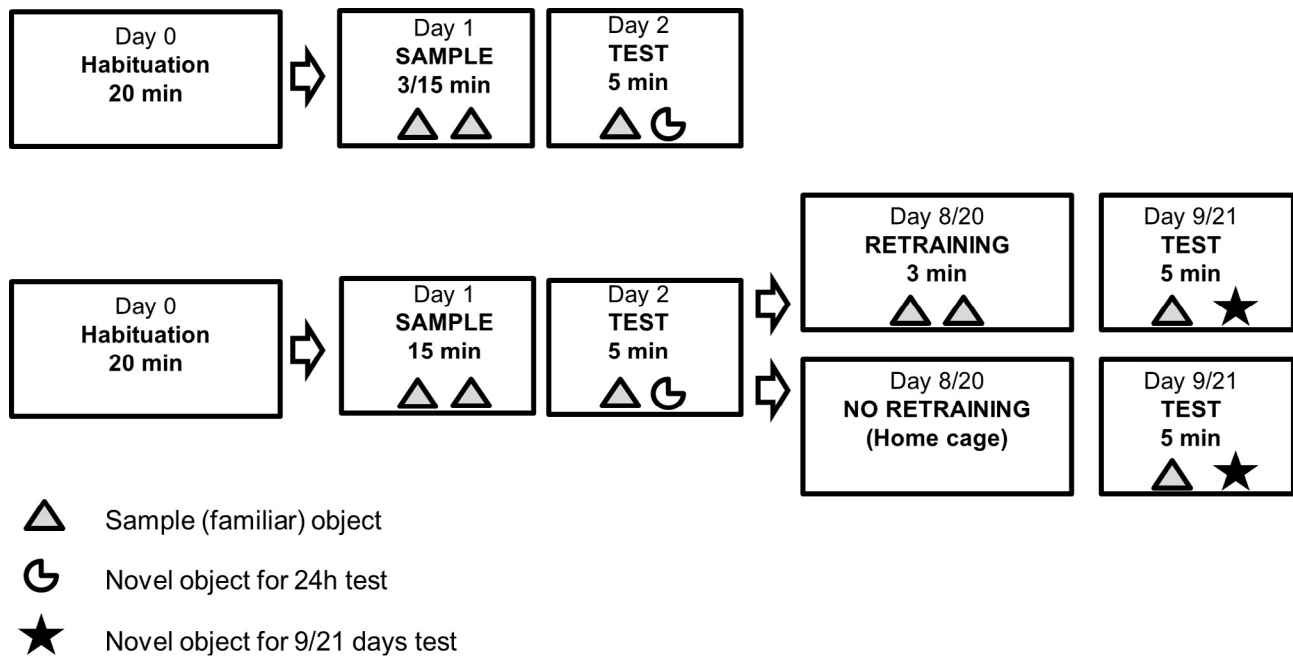 Day 0
Habituation
20 min
Day 1
SAMPLE
3/15 min
Day 2
TEST
5 min
Day 0
Habituation
20 min
Day 1
SAMPLE
15 min
Day 2
TEST
5 min
Day 8/20
RETRAINING
3 min
Day 9/21
TEST
5 min
Day 8/20
NO RETRAINING
(Home cage)
Day 9/21
TEST
5 min
Sample (familiar) object
Novel object for 24h test
Novel object for 9/21 days test